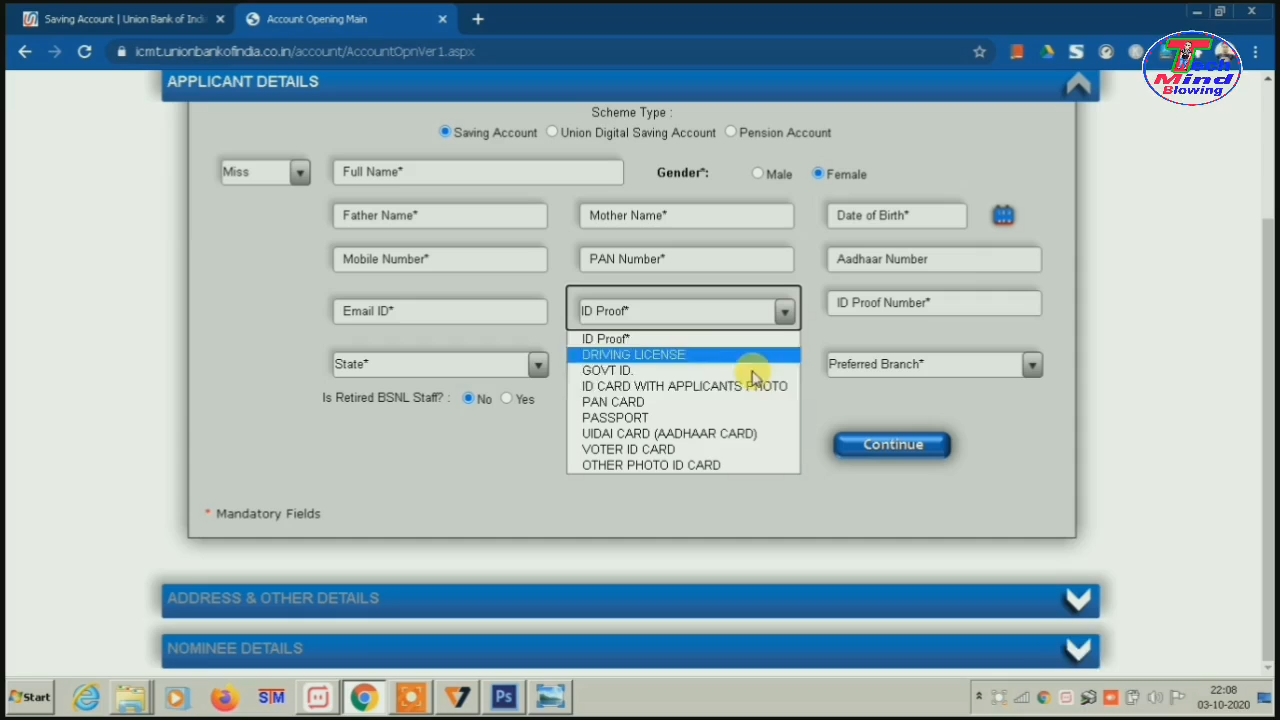 Saving Account | Union Bank of Indi
Account Opening Main
icmt.unionbankofindia.co.in/account/AccountOpnVer1.aspx
Tech
Mind
Blowing
APPLICANT DETAILS
Scheme Type :
Saving Account Union Digital Saving Account Pension Account
Miss Full Name* Gender*: Male Female
Father Name* Mother Name* Date of Birth*
Mobile Number* PAN Number* Aadhaar Number
Email ID* ID Proof* ID Proof Number*
ID Proof*
DRIVING LICENSE
State* Preferred Branch*
GOVT ID.
ID CARD WITH APPLICANTS PHOTO
Is Retired BSNL Staff? : No Yes
PAN CARD
PASSPORT
UIDAI CARD (AADHAAR CARD)
Continue
VOTER ID CARD
OTHER PHOTO ID CARD
* Mandatory Fields
ADDRESS & OTHER DETAILS
NOMINEE DETAILS
Start STM Ps 22:08
03-10-2020